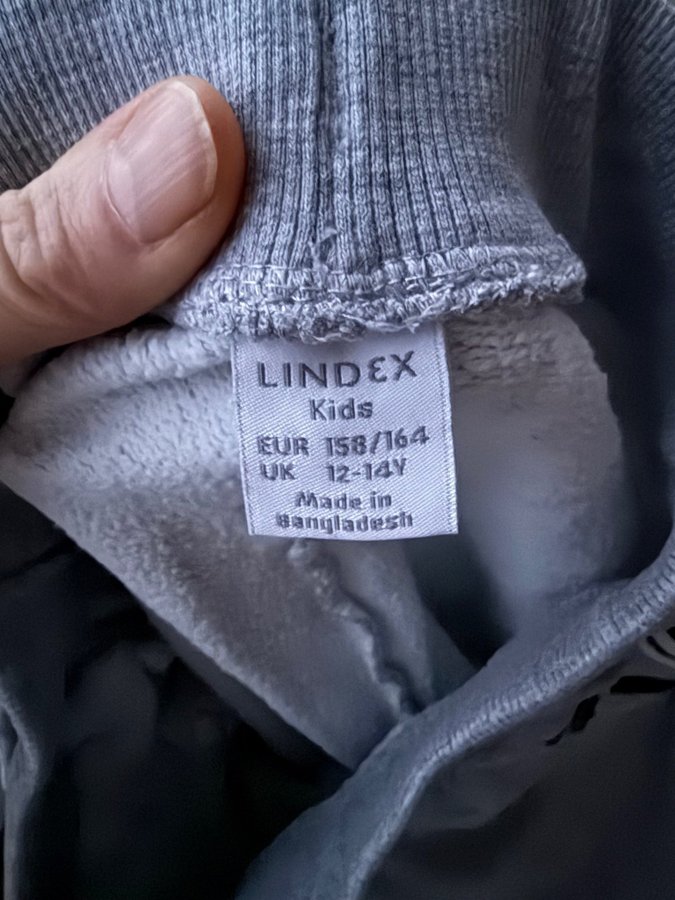 LINDEX
Kids
EUR 158/164
UK 12-14Y
Made in
Bangladesh